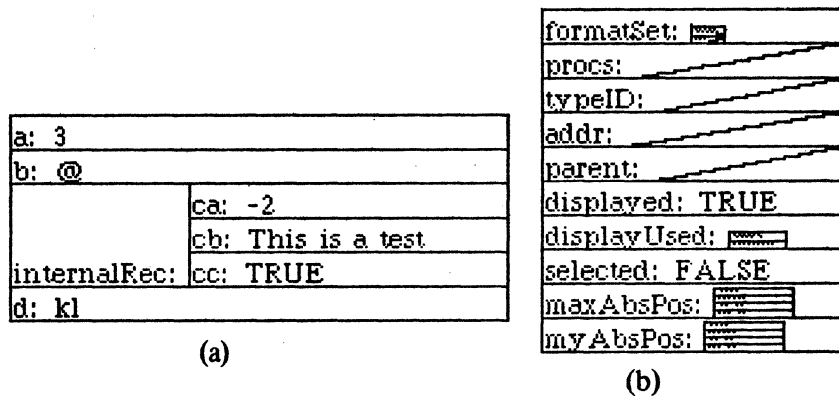 a: 3
b: @
internalRec:
ca: -2
cb: This is a test
cc: TRUE
d: kl
(a)
formatSet:
procs:
typeID:
addr:
parent:
displayed: TRUE
displayUsed:
selected: FALSE
maxAbsPos:
myAbsPos:
(b)